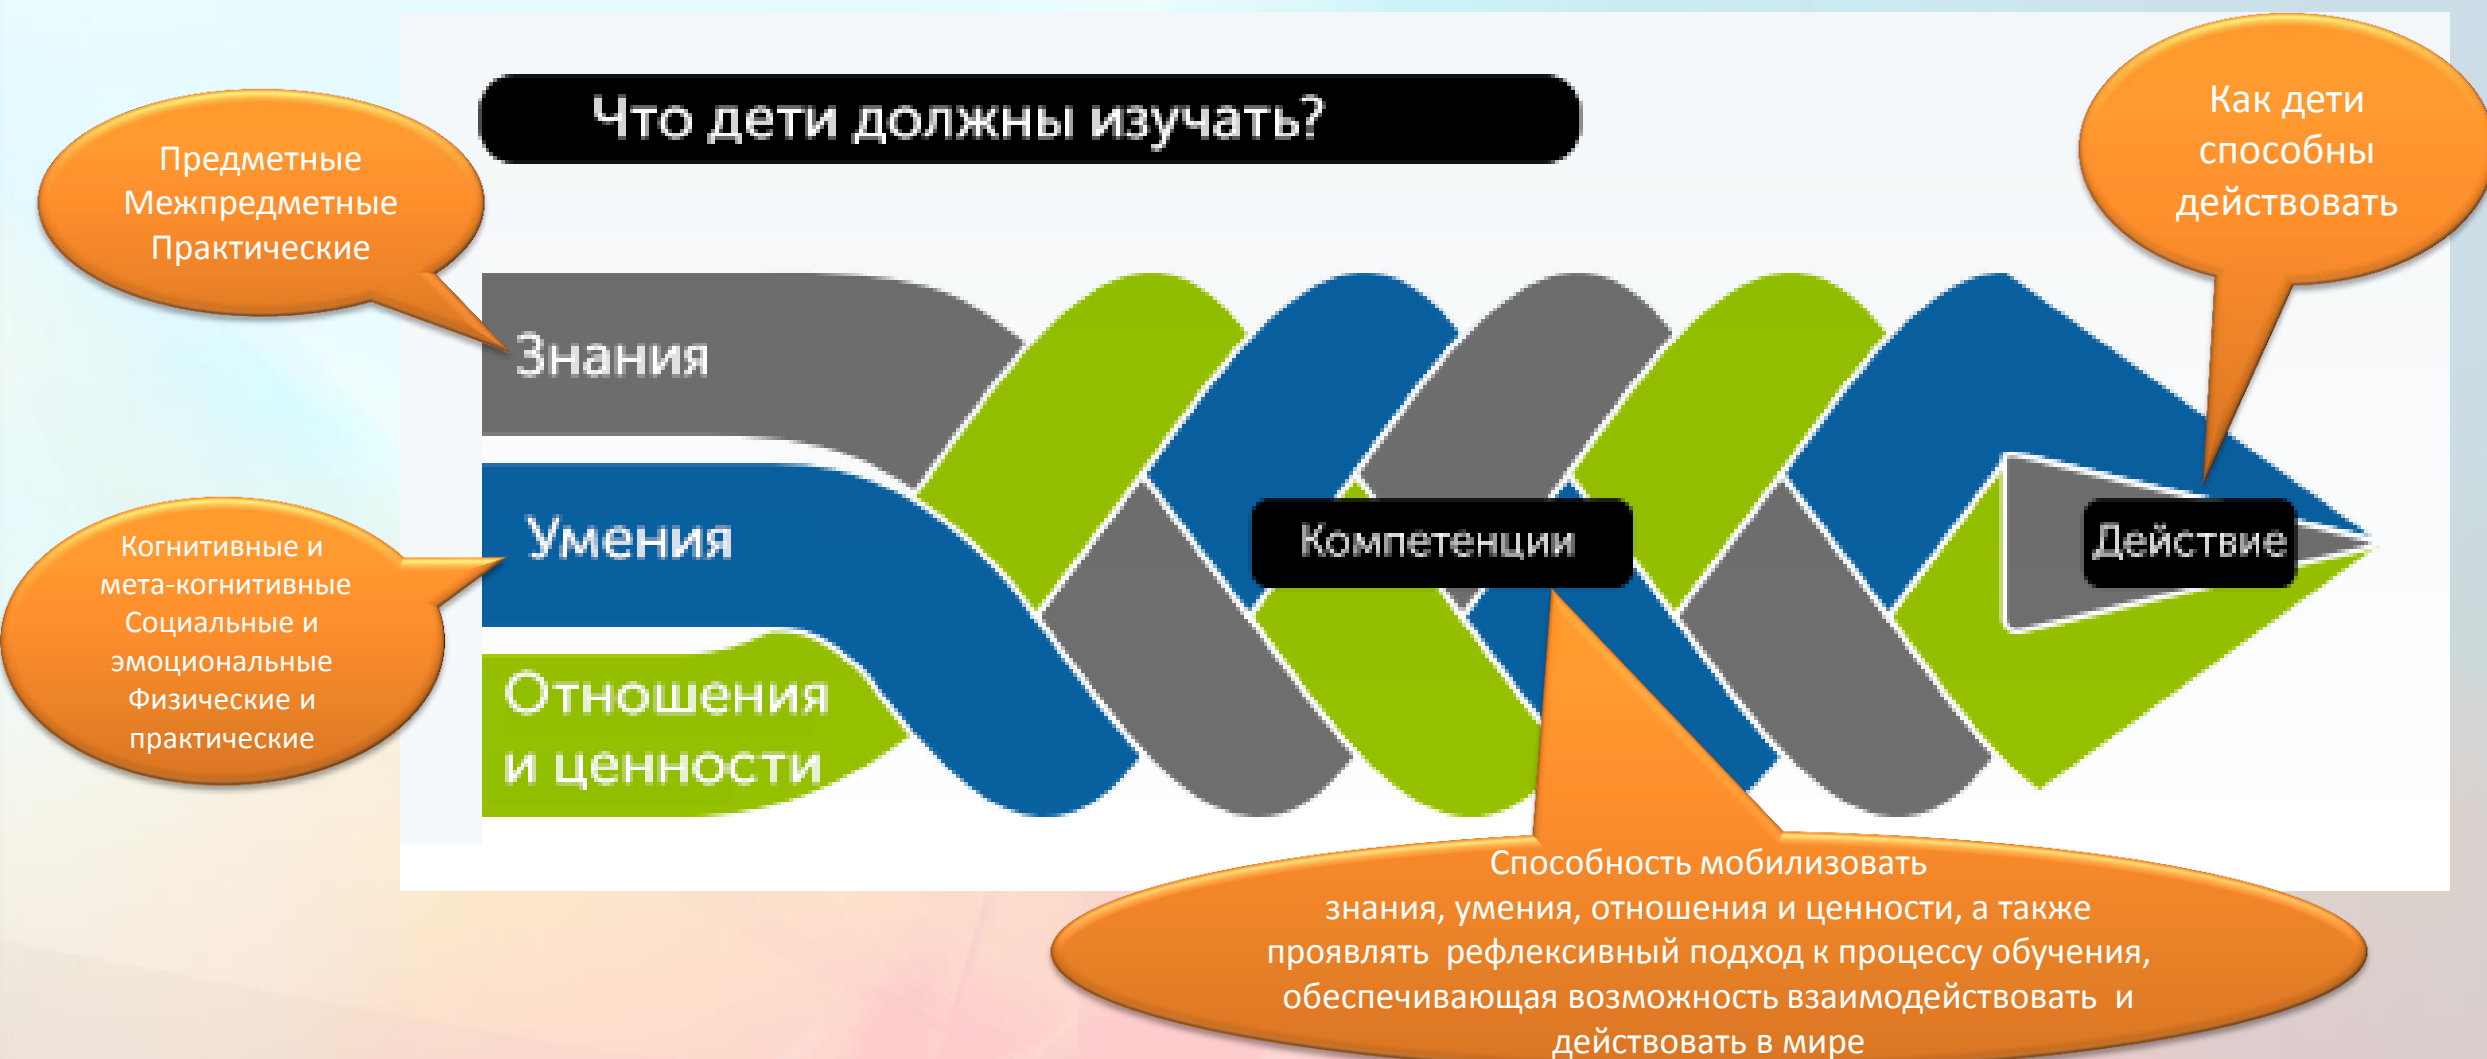 Что дети должны изучать?
Предметные
Межпредметные
Практические
Как дети
способны
действовать
Знания
Умения
Отношения
и ценности
Когнитивные и
мета-когнитивные
Социальные и
эмоциональные
Физические и
практические
Компетенции
Действие
Способность мобилизовать
знания, умения, отношения и ценности, а также
проявлять рефлексивный подход к процессу обучения,
обеспечивающая возможность взаимодействовать и
действовать в мире